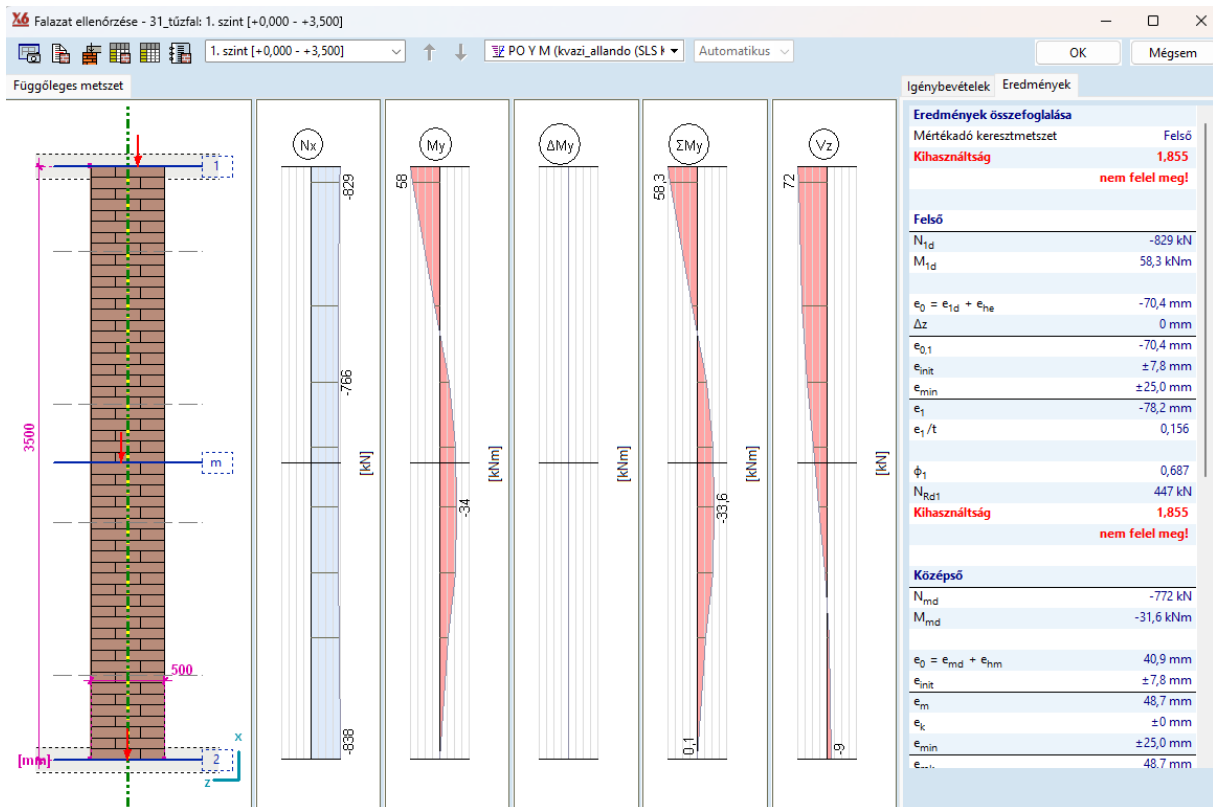 X6 Falazat ellenőrzése - 31_tűzfal: 1. szint [+0,000 - +3,500]
1. szint [+0,000 - +3,500]
PO Y M (kvazi_allando (SLS
Automatikus
OK
Mégsem
Függőleges metszet
1
m
2
3500
500
[mm]
x
z
Nx
-829
-766
-838
[kN]
My
58
-34
[kNm]
ΔMy
[kNm]
ΣMy
58,3
-33,6
0,1
[kNm]
Vz
72
-9
[kN]
Igénybevételek
Eredmények
Eredmények összefoglalása
Mértékadó keresztmetszet Felső
Kihasználtság 1,855
nem felel meg!
Felső
N1d -829 kN
M1d 58,3 kNm
e0 = e1d + ehe -70,4 mm
Δz 0 mm
e0,1 -70,4 mm
einit ±7,8 mm
emin ±25,0 mm
e1 -78,2 mm
e1/t 0,156
ϕ1 0,687
NRd1 447 kN
Kihasználtság 1,855
nem felel meg!
Középső
Nmd -772 kN
Mmd -31,6 kNm
e0 = emd + ehm 40,9 mm
einit ±7,8 mm
em 48,7 mm
ek ±0 mm
emin ±25,0 mm
48,7 mm